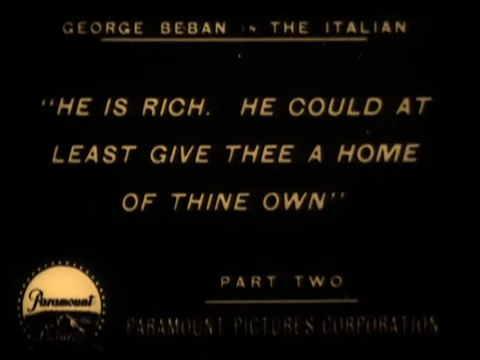 GEORGE BEBAN IN THE ITALIAN
"HE IS RICH. HE COULD AT
LEAST GIVE THEE A HOME
OF THINE OWN"
PART TWO
Paramount
Pictures
PARAMOUNT PICTURES CORPORATION